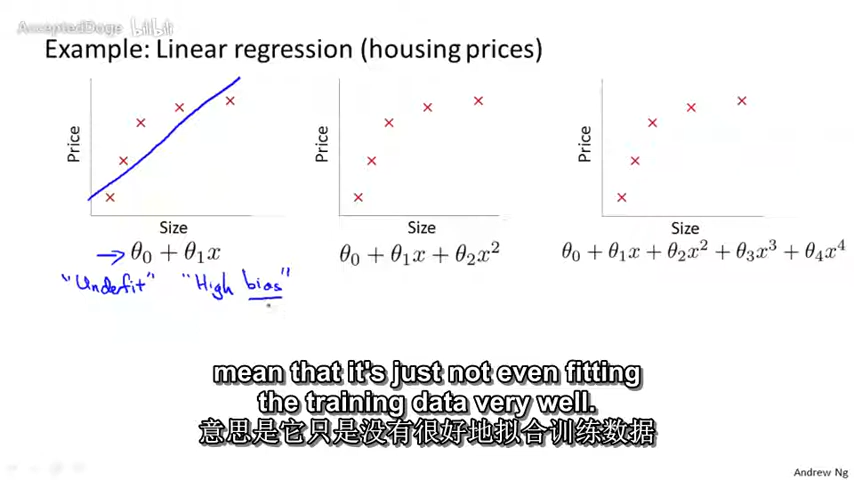 AcceptedDoge bilibili
Example: Linear regression (housing prices)
Price
Size
θ₀ + θ₁x
"Underfit" "High bias"
Price
Size
θ₀ + θ₁x + θ₂x²
Price
Size
θ₀ + θ₁x + θ₂x² + θ₃x³ + θ₄x⁴
mean that it's just not even fitting
the training data very well.
意思是它只是没有很好地拟合训练数据
Andrew Ng